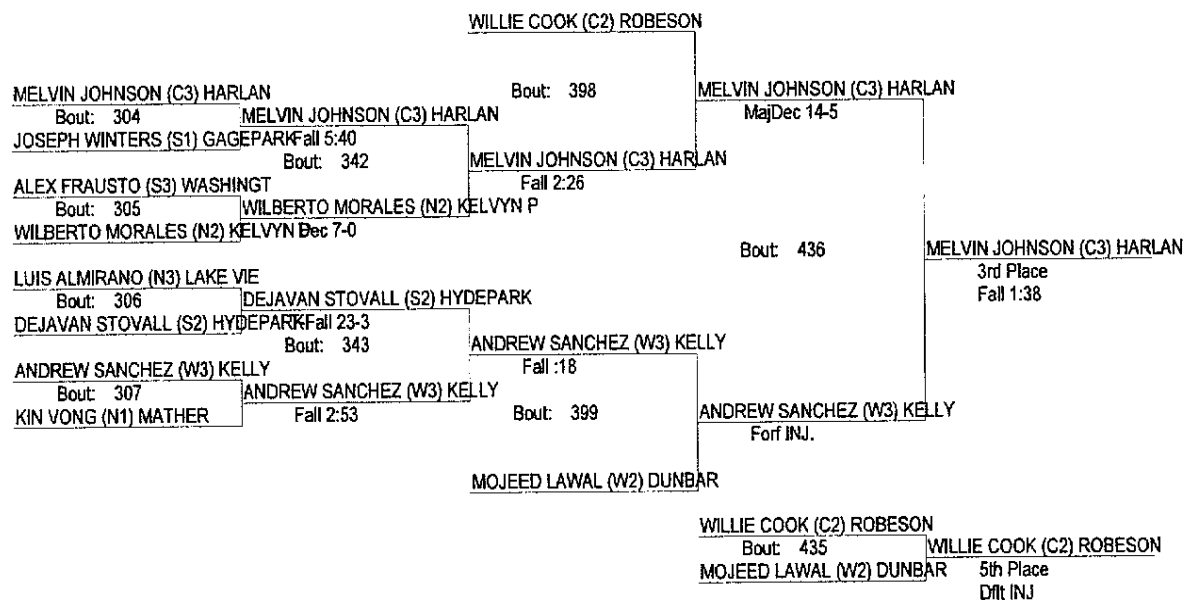 WILLIE COOK (C2) ROBESON
MELVIN JOHNSON (C3) HARLAN
Bout: 304
JOSEPH WINTERS (S1) GAGEPARK
MELVIN JOHNSON (C3) HARLAN
Fall 5:40
Bout: 342
ALEX FRAUSTO (S3) WASHINGT
Bout: 305
WILBERTO MORALES (N2) KELVYN
WILBERTO MORALES (N2) KELVYN P
Dec 7-0
Bout: 398
MELVIN JOHNSON (C3) HARLAN
Fall 2:26
MELVIN JOHNSON (C3) HARLAN
MajDec 14-5
LUIS ALMIRANO (N3) LAKE VIE
Bout: 306
DEJAVAN STOVALL (S2) HYDEPARK
DEJAVAN STOVALL (S2) HYDEPARK
Fall 23-3
Bout: 343
ANDREW SANCHEZ (W3) KELLY
Bout: 307
KIN VONG (N1) MATHER
ANDREW SANCHEZ (W3) KELLY
Fall 2:53
ANDREW SANCHEZ (W3) KELLY
Fall :18
Bout: 399
MOJEED LAWAL (W2) DUNBAR
ANDREW SANCHEZ (W3) KELLY
Forf INJ.
Bout: 436
MELVIN JOHNSON (C3) HARLAN
3rd Place
Fall 1:38
WILLIE COOK (C2) ROBESON
Bout: 435
MOJEED LAWAL (W2) DUNBAR
WILLIE COOK (C2) ROBESON
5th Place
Dflt INJ